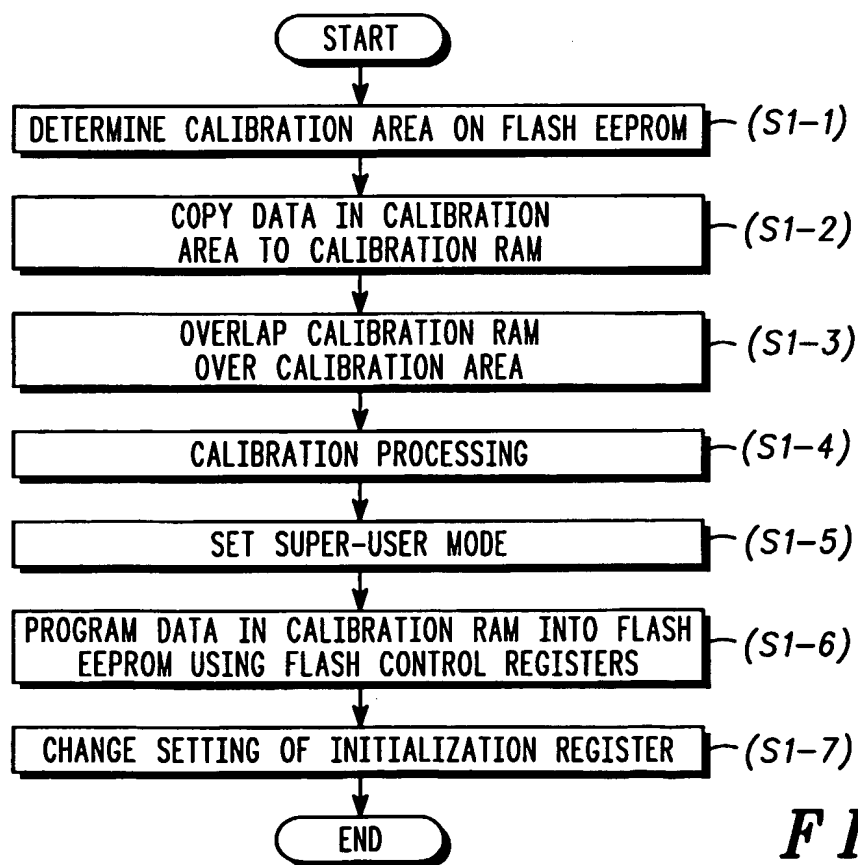 START
DETERMINE CALIBRATION AREA ON FLASH EEPROM
(S1-1)
COPY DATA IN CALIBRATION
AREA TO CALIBRATION RAM
(S1-2)
OVERLAP CALIBRATION RAM
OVER CALIBRATION AREA
(S1-3)
CALIBRATION PROCESSING
(S1-4)
SET SUPER-USER MODE
(S1-5)
PROGRAM DATA IN CALIBRATION RAM INTO FLASH
EEPROM USING FLASH CONTROL REGISTERS
(S1-6)
CHANGE SETTING OF INITIALIZATION REGISTER
(S1-7)
END